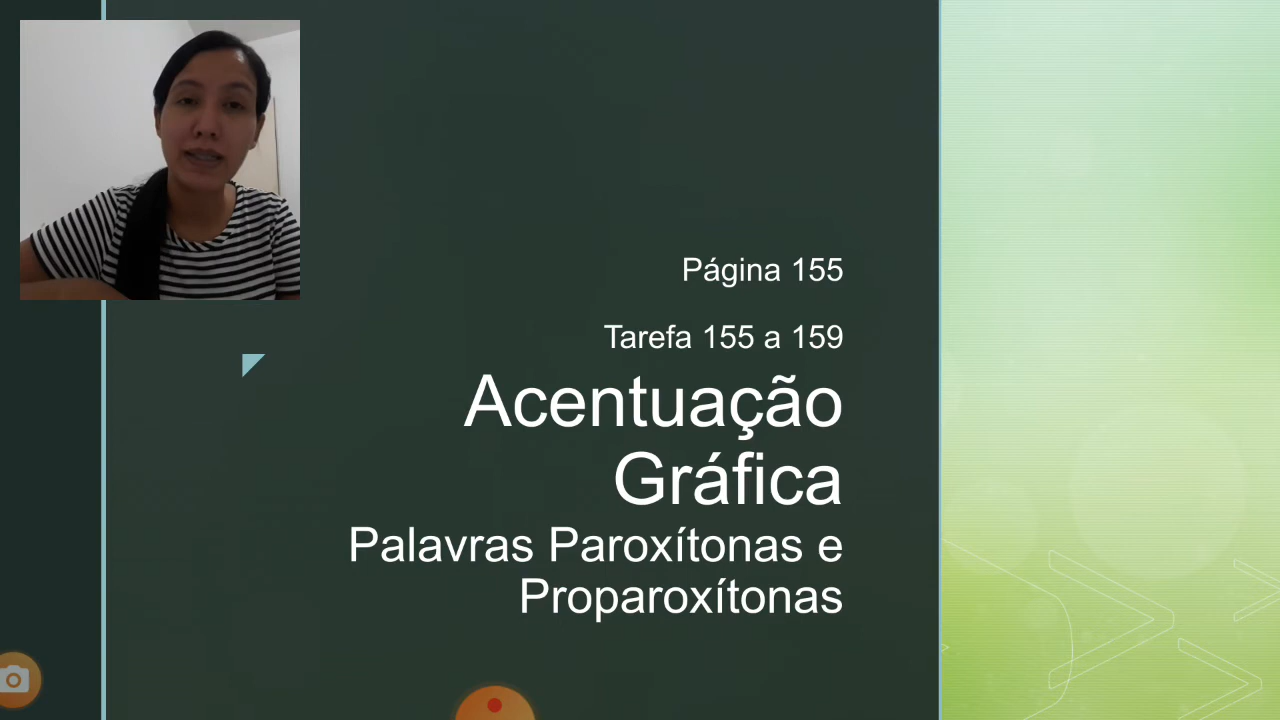 Página 155
Tarefa 155 a 159
Acentuação
Gráfica
Palavras Paroxítonas e
Proparoxítonas